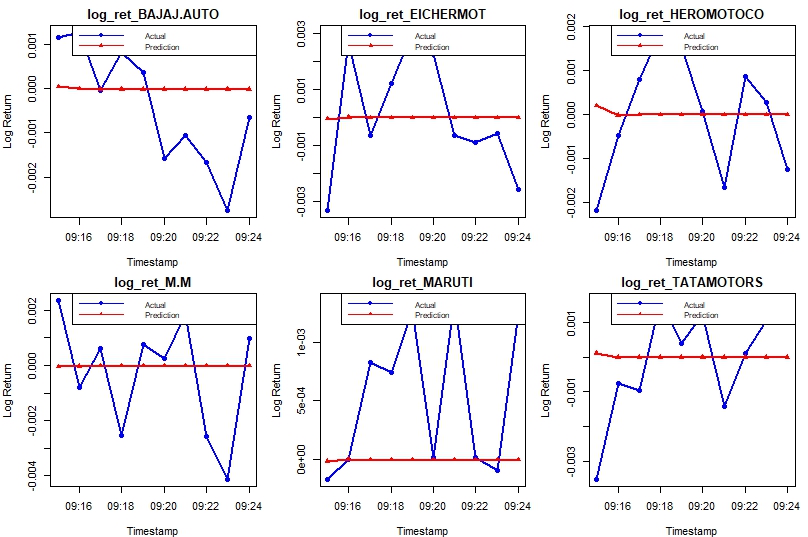 log_ret_BAJAJ.AUTO
Actual
Prediction
Log Return
0.001
0.000
-0.001
-0.002
09:16 09:18 09:20 09:22 09:24
Timestamp
log_ret_EICHERMOT
Actual
Prediction
Log Return
0.003
0.001
-0.001
-0.003
09:16 09:18 09:20 09:22 09:24
Timestamp
log_ret_HEROMOTOCO
Actual
Prediction
Log Return
0.002
0.001
0.000
-0.001
-0.002
09:16 09:18 09:20 09:22 09:24
Timestamp
log_ret_M.M
Actual
Prediction
Log Return
0.002
0.000
-0.002
-0.004
09:16 09:18 09:20 09:22 09:24
Timestamp
log_ret_MARUTI
Actual
Prediction
Log Return
1e-03
5e-04
0e+00
09:16 09:18 09:20 09:22 09:24
Timestamp
log_ret_TATAMOTORS
Actual
Prediction
Log Return
0.001
-0.001
-0.003
09:16 09:18 09:20 09:22 09:24
Timestamp